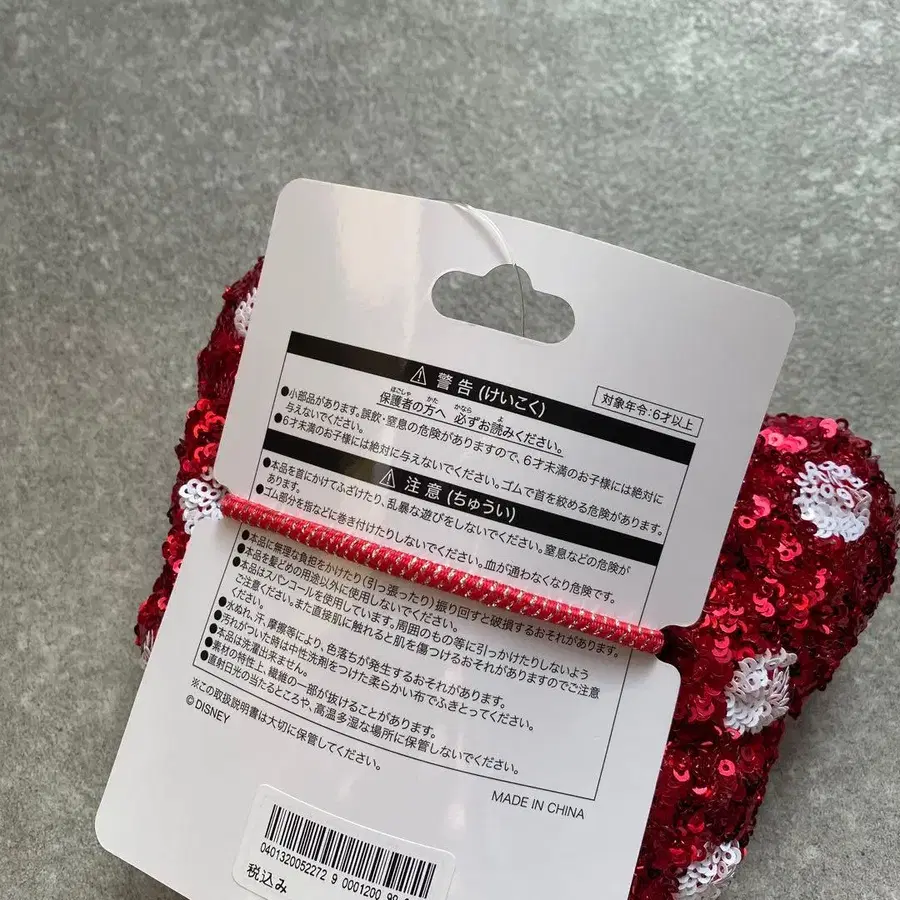 ⚠ 警告 (けいこく)
対象年令:6才以上
保護者の方へ 必ずお読みください。
ほごしゃ かた かなら よ
●小部品があります。誤飲・窒息の危険がありますので、6才未満のお子様には絶対に
与えないでください。
●6才未満のお子様には絶対に与えないでください。ゴムで首を絞める危険があります。
⚠ 注意 (ちゅうい)
●本品を首にかけてふざけたり、乱暴な遊びをしないでください。窒息などの危険が
あります。
●ゴム部分を指などに巻き付けたりしないでください。血が通わなくなり危険です。
●本品に無理な負担をかけたり(引っ張ったり)振り回すと破損するおそれがあります。
●本品を髪どめの用途以外に使用しないでください。
●本品はスパンコールを使用しています。周囲のもの等に引っかけたりしないよう
ご注意ください。また直接肌に触れると肌を傷つけるおそれがありますのでご注意
ください。
●水ぬれ、汗、摩擦等により、色落ちが発生するおそれがあります。
●汚れがついた時は中性洗剤をつけた柔らかい布でふきとってください。
●本品は洗濯出来ません。
●素材の特性上、繊維の一部が抜けることがあります。
●直射日光の当たるところや、高温多湿な場所に保管しないでください。
※この取扱説明書は大切に保管してください。
© DISNEY
MADE IN CHINA
0401320052272 9 0001200
税込み